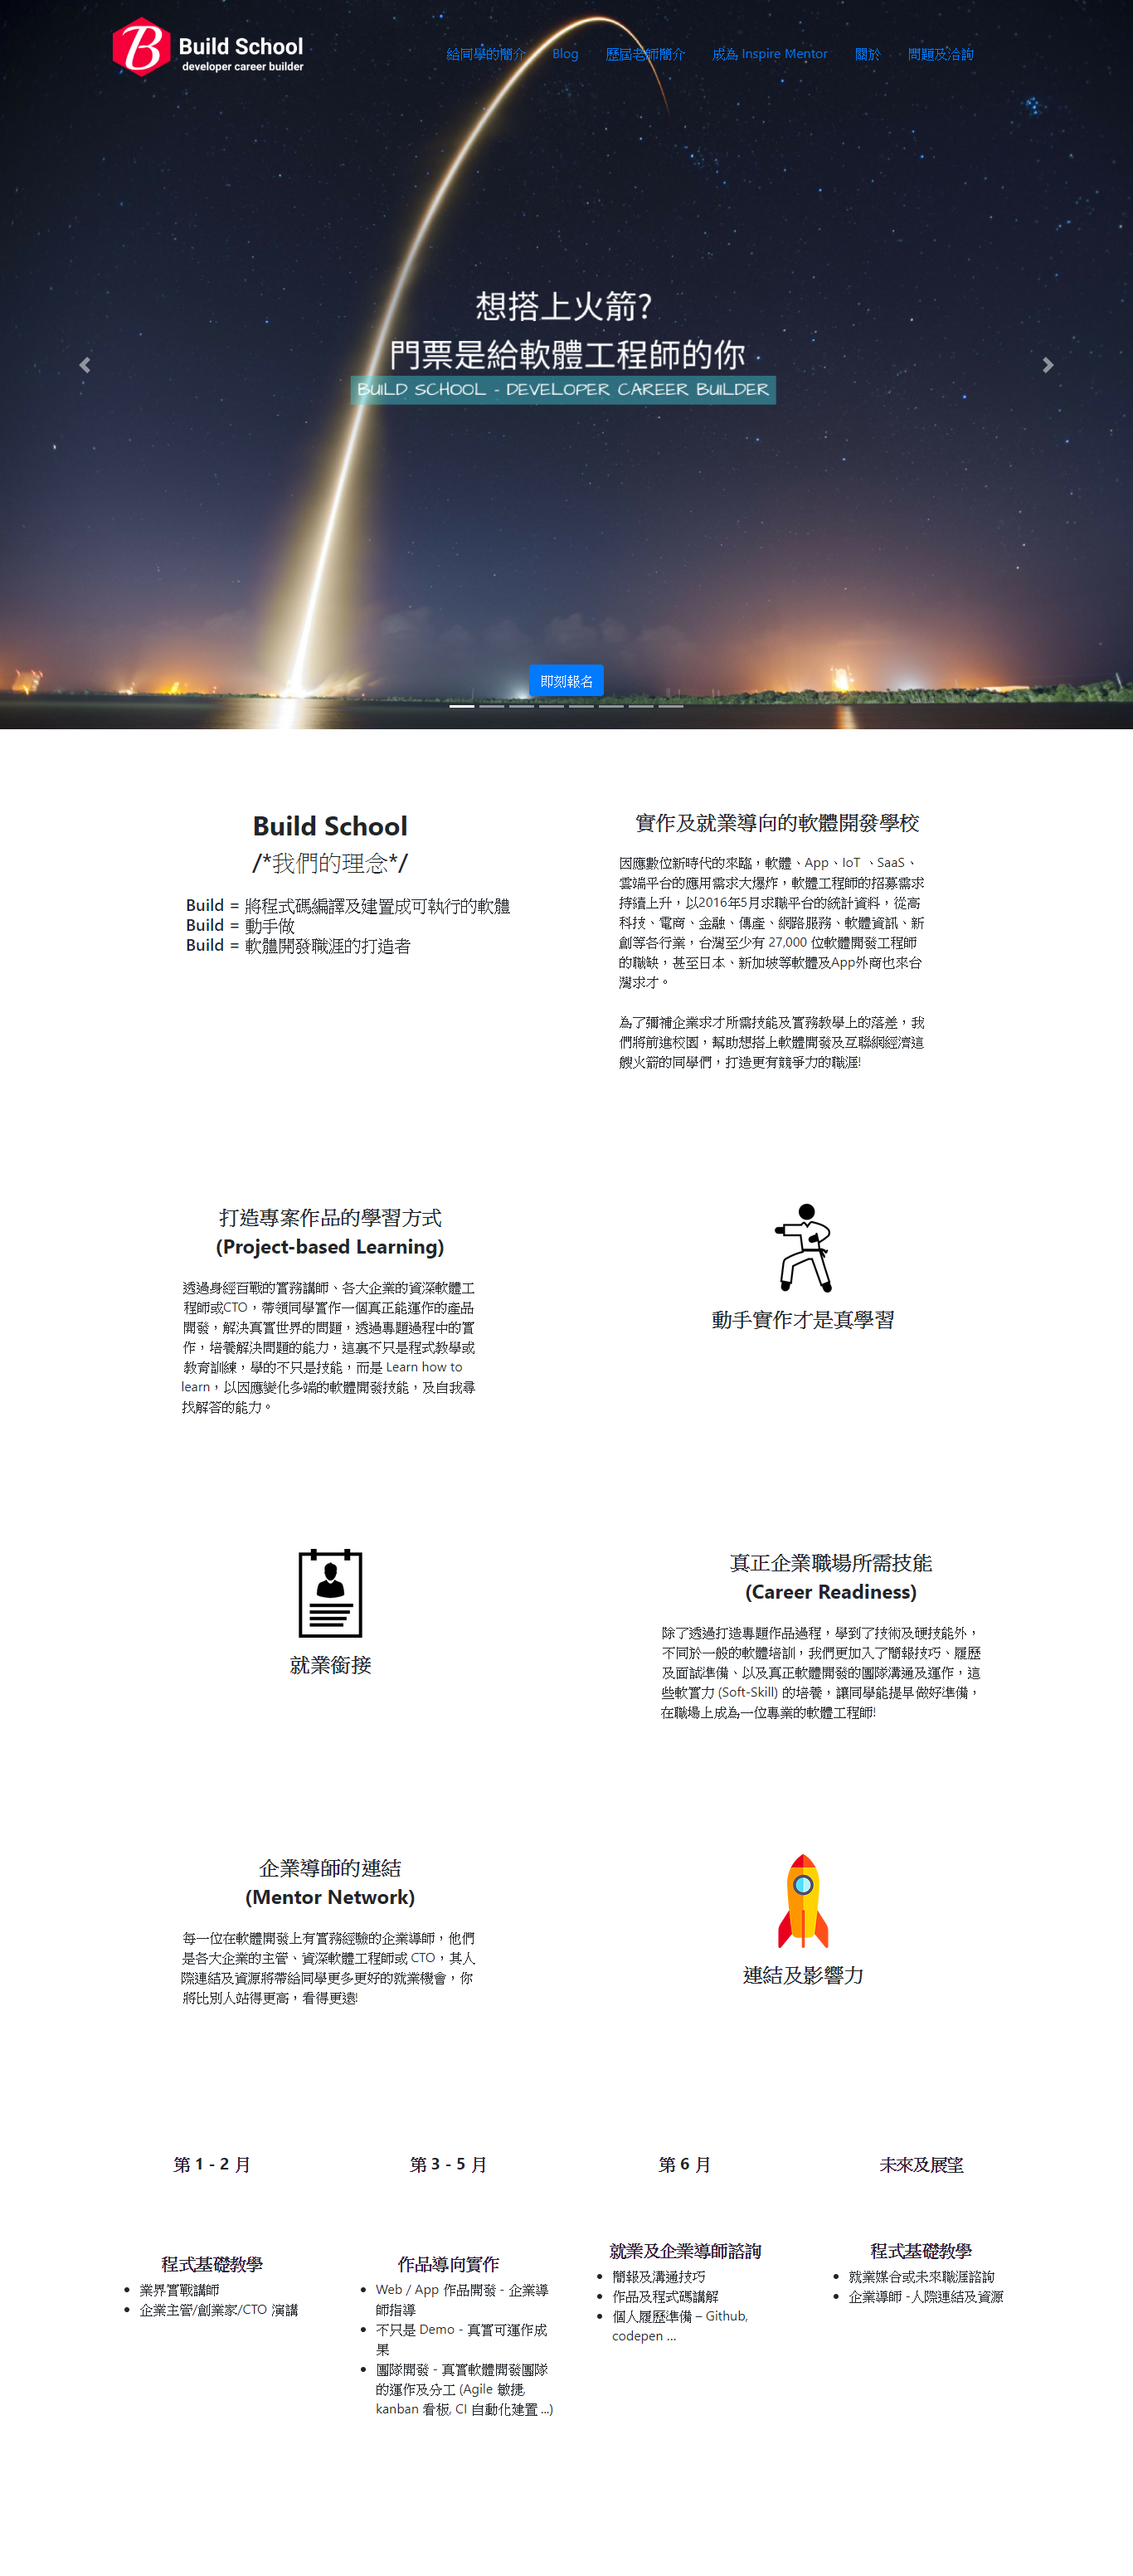 Build School
developer career builder
給同學的簡介 Blog 歷屆老師簡介 成為 Inspire Mentor 關於 問題及洽詢
想搭上火箭?
門票是給軟體工程師的你
BUILD SCHOOL - DEVELOPER CAREER BUILDER
即刻報名
Build School
/*我們的理念*/
Build = 將程式碼編譯及建置成可執行的軟體
Build = 動手做
Build = 軟體開發職涯的打造者
實作及就業導向的軟體開發學校
因應數位新時代的來臨，軟體、App、IoT 、SaaS、
雲端平台的應用需求大爆炸，軟體工程師的招募需求
持續上升，以2016年5月求職平台的統計資料，從高
科技、電商、金融、傳產、網路服務、軟體資訊、新
創等各行業，台灣至少有 27,000 位軟體開發工程師
的職缺，甚至日本、新加坡等軟體及App外商也來台
灣求才。
為了彌補企業求才所需技能及實務教學上的落差，我
們將前進校園，幫助想搭上軟體開發及互聯網經濟這
艘火箭的同學們，打造更有競爭力的職涯!
打造專案作品的學習方式
(Project-based Learning)
透過身經百戰的實務講師、各大企業的資深軟體工
程師或CTO，帶領同學實作一個真正能運作的產品
開發，解決真實世界的問題，透過專題過程中的實
作，培養解決問題的能力，這裏不只是程式教學或
教育訓練，學的不只是技能，而是 Learn how to
learn，以因應變化多端的軟體開發技能，及自我尋
找解答的能力。
動手實作才是真學習
就業銜接
真正企業職場所需技能
(Career Readiness)
除了透過打造專題作品過程，學到了技術及硬技能外，
不同於一般的軟體培訓，我們更加入了簡報技巧、履歷
及面試準備、以及真正軟體開發的團隊溝通及運作，這
些軟實力 (Soft-Skill) 的培養，讓同學能提早做好準備，
在職場上成為一位專業的軟體工程師!
企業導師的連結
(Mentor Network)
每一位在軟體開發上有實務經驗的企業導師，他們
是各大企業的主管、資深軟體工程師或 CTO，其人
際連結及資源將帶給同學更多更好的就業機會，你
將比別人站得更高，看得更遠!
連結及影響力
第 1 - 2 月
程式基礎教學
業界實戰講師
企業主管/創業家/CTO 演講
第 3 - 5 月
作品導向實作
Web / App 作品開發 - 企業導
師指導
不只是 Demo - 真實可運作成
果
團隊開發 - 真實軟體開發團隊
的運作及分工 (Agile 敏捷,
kanban 看板, CI 自動化建置 ...)
第 6 月
就業及企業導師諮詢
簡報及溝通技巧
作品及程式碼講解
個人履歷準備 – Github,
codepen ...
未來及展望
程式基礎教學
就業媒合或未來職涯諮詢
企業導師 -人際連結及資源